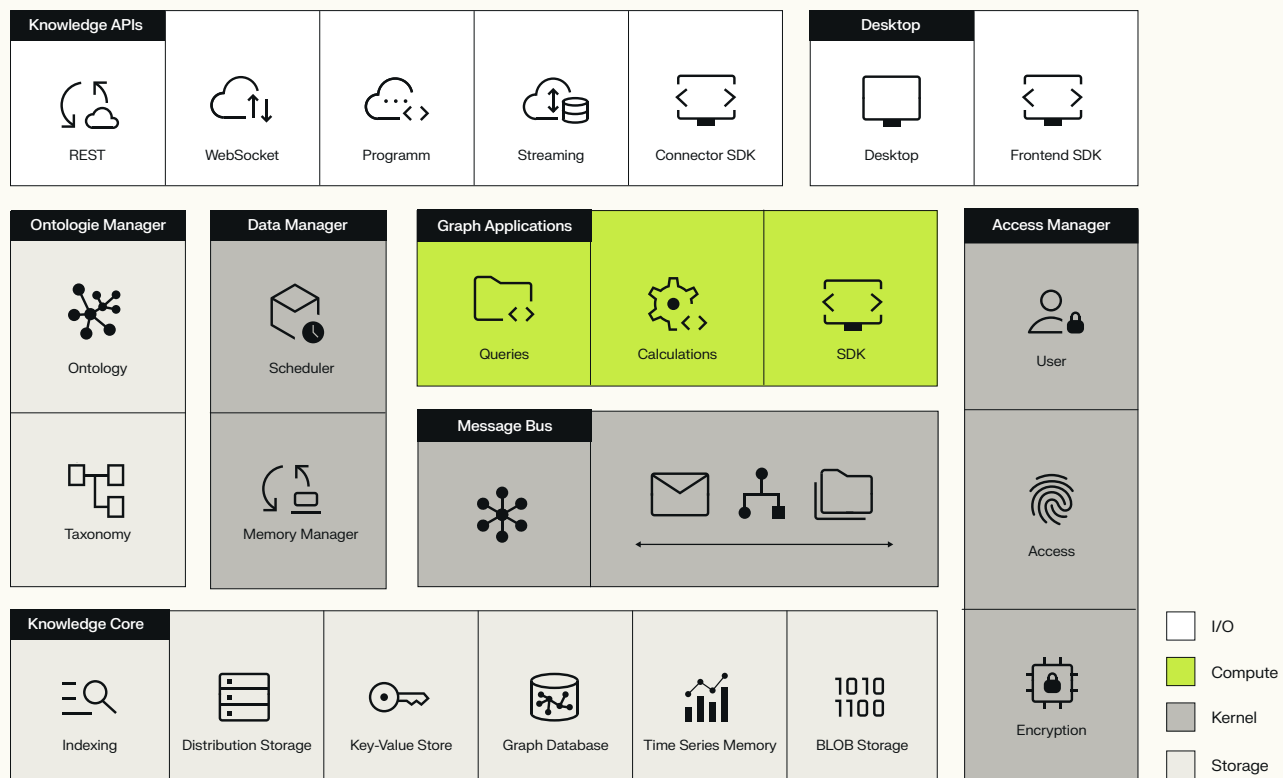 Knowledge APIs
REST
WebSocket
Programm
Streaming
Connector SDK
Desktop
Desktop
Frontend SDK
Ontologie Manager
Ontology
Taxonomy
Data Manager
Scheduler
Memory Manager
Graph Applications
Queries
Calculations
SDK
Message Bus
Access Manager
User
Access
Encryption
Knowledge Core
Indexing
Distribution Storage
Key-Value Store
Graph Database
Time Series Memory
1010
1100
BLOB Storage
I/O
Compute
Kernel
Storage